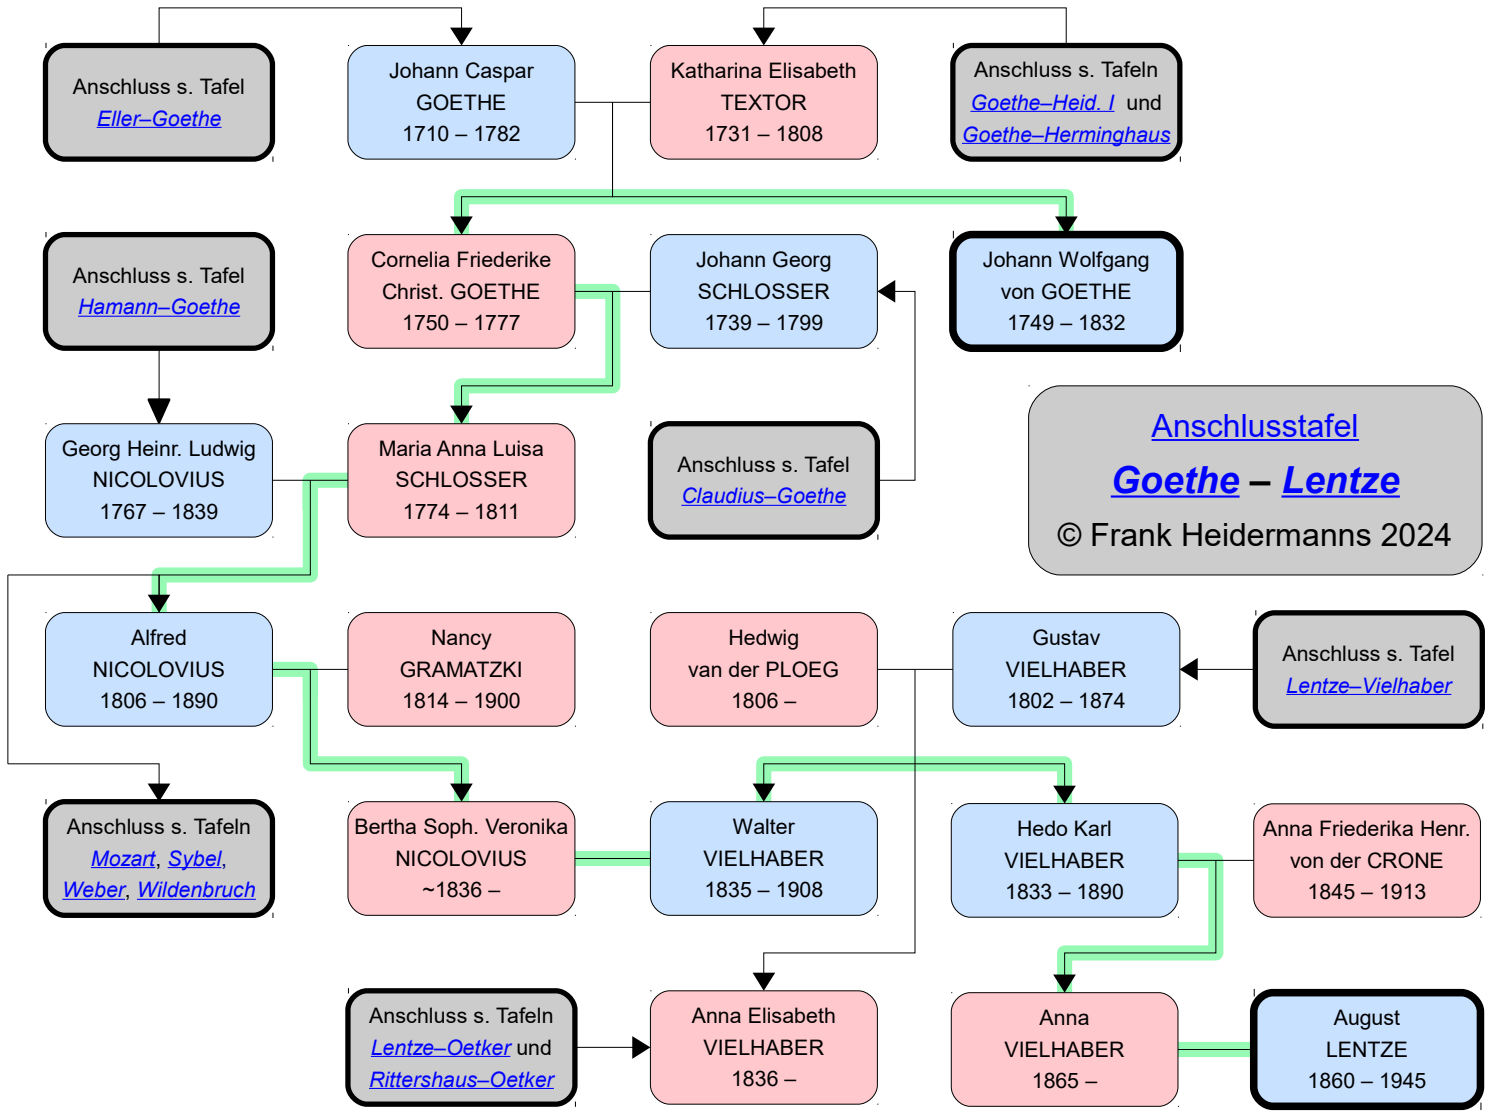 Anschluss s. Tafel
Eller–Goethe
Johann Caspar
GOETHE
1710 – 1782
Katharina Elisabeth
TEXTOR
1731 – 1808
Anschluss s. Tafeln
Goethe–Heid. I und
Goethe–Herminghaus
Anschluss s. Tafel
Hamann–Goethe
Cornelia Friederike
Christ. GOETHE
1750 – 1777
Johann Georg
SCHLOSSER
1739 – 1799
Johann Wolfgang
von GOETHE
1749 – 1832
Georg Heinr. Ludwig
NICOLOVIUS
1767 – 1839
Maria Anna Luisa
SCHLOSSER
1774 – 1811
Anschluss s. Tafel
Claudius–Goethe
Anschlusstafel
Goethe – Lentze
© Frank Heidermanns 2024
Alfred
NICOLOVIUS
1806 – 1890
Nancy
GRAMATZKI
1814 – 1900
Hedwig
van der PLOEG
1806 –
Gustav
VIELHABER
1802 – 1874
Anschluss s. Tafel
Lentze–Vielhaber
Anschluss s. Tafeln
Mozart, Sybel,
Weber, Wildenbruch
Bertha Soph. Veronika
NICOLOVIUS
~1836 –
Walter
VIELHABER
1835 – 1908
Hedo Karl
VIELHABER
1833 – 1890
Anna Friederika Henr.
von der CRONE
1845 – 1913
Anschluss s. Tafeln
Lentze–Oetker und
Rittershaus–Oetker
Anna Elisabeth
VIELHABER
1836 –
Anna
VIELHABER
1865 –
August
LENTZE
1860 – 1945